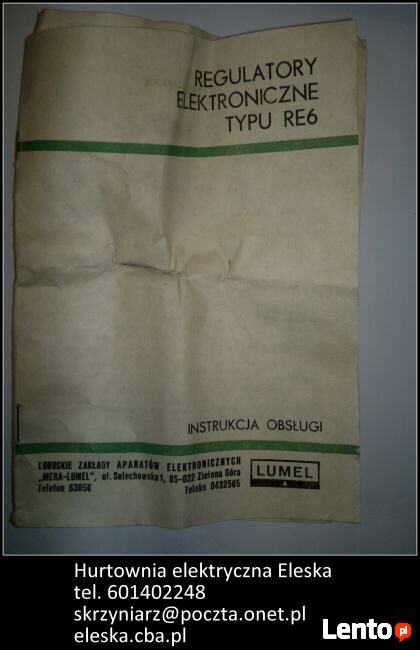 REGULATORY
ELEKTRONICZNE
TYPU RE6
INSTRUKCJA OBSŁUGI
LUBUSKIE ZAKŁADY APARATÓW ELEKTRONICZNYCH
„MERA-LUMEL", ul. Sulechowska 1, 65-022 Zielona Góra
Telefon 63056 Teleks 0432565
LUMEL
Hurtownia elektryczna Eleska
tel. 601402248
skrzyniarz@poczta.onet.pl
eleska.cba.pl
Lento.pl